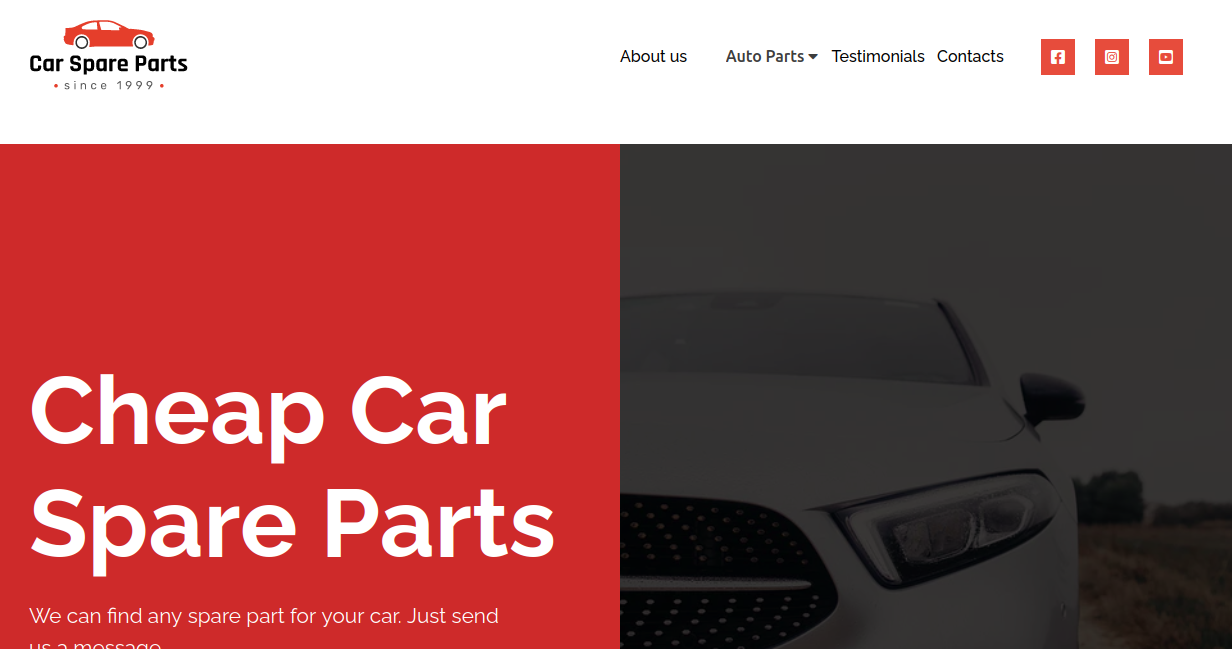 Car Spare Parts
• since 1999 •
About us Auto Parts Testimonials Contacts
Cheap Car
Spare Parts
We can find any spare part for your car. Just send
us a message